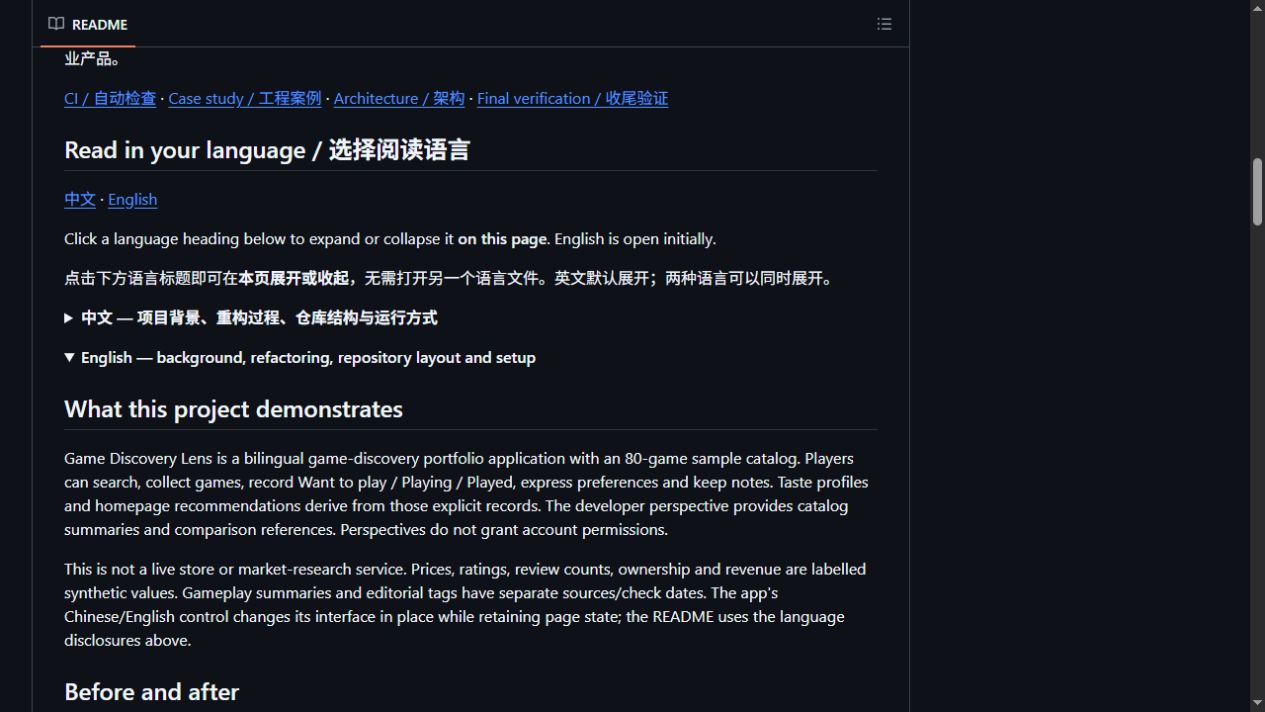 README
业产品。
CI / 自动检查 · Case study / 工程案例 · Architecture / 架构 · Final verification / 收尾验证
Read in your language / 选择阅读语言
中文 · English
Click a language heading below to expand or collapse it on this page. English is open initially.
点击下方语言标题即可在本页展开或收起，无需打开另一个语言文件。英文默认展开；两种语言可以同时展开。
中文 — 项目背景、重构过程、仓库结构与运行方式
English — background, refactoring, repository layout and setup
What this project demonstrates
Game Discovery Lens is a bilingual game-discovery portfolio application with an 80-game sample catalog. Players
can search, collect games, record Want to play / Playing / Played, express preferences and keep notes. Taste profiles
and homepage recommendations derive from those explicit records. The developer perspective provides catalog
summaries and comparison references. Perspectives do not grant account permissions.
This is not a live store or market-research service. Prices, ratings, review counts, ownership and revenue are labelled
synthetic values. Gameplay summaries and editorial tags have separate sources/check dates. The app's
Chinese/English control changes its interface in place while retaining page state; the README uses the language
disclosures above.
Before and after